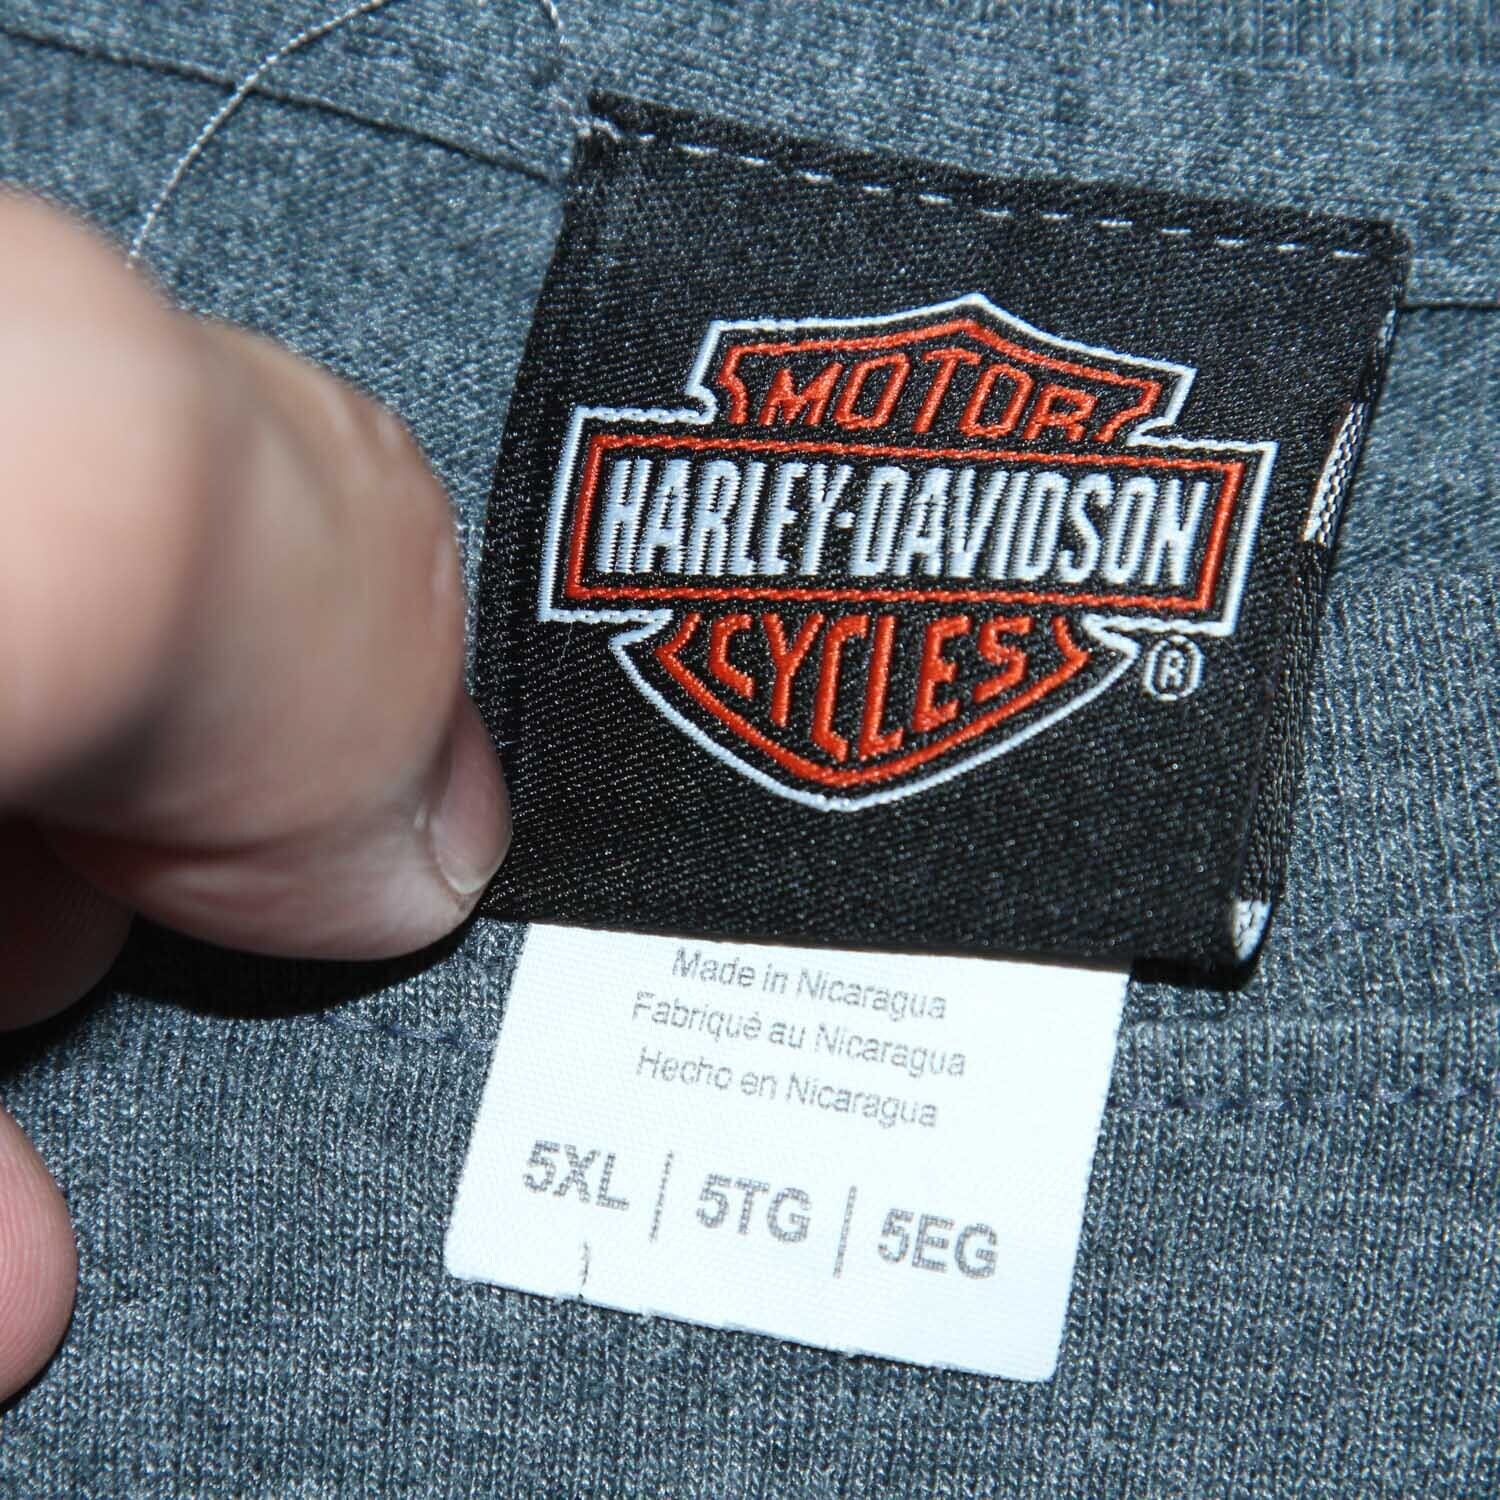 MOTOR
HARLEY-DAVIDSON
CYCLES
®
Made in Nicaragua
Fabriqué au Nicaragua
Hecho en Nicaragua
5XL | 5TG | 5EG